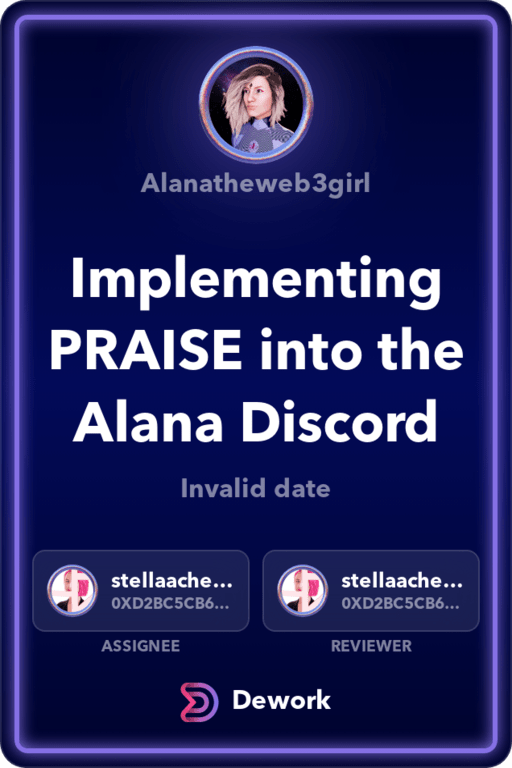 Alanatheweb3girl
Implementing
PRAISE into the
Alana Discord
Invalid date
stellaache...
0XD2BC5CB6...
ASSIGNEE
stellaache...
0XD2BC5CB6...
REVIEWER
Dework